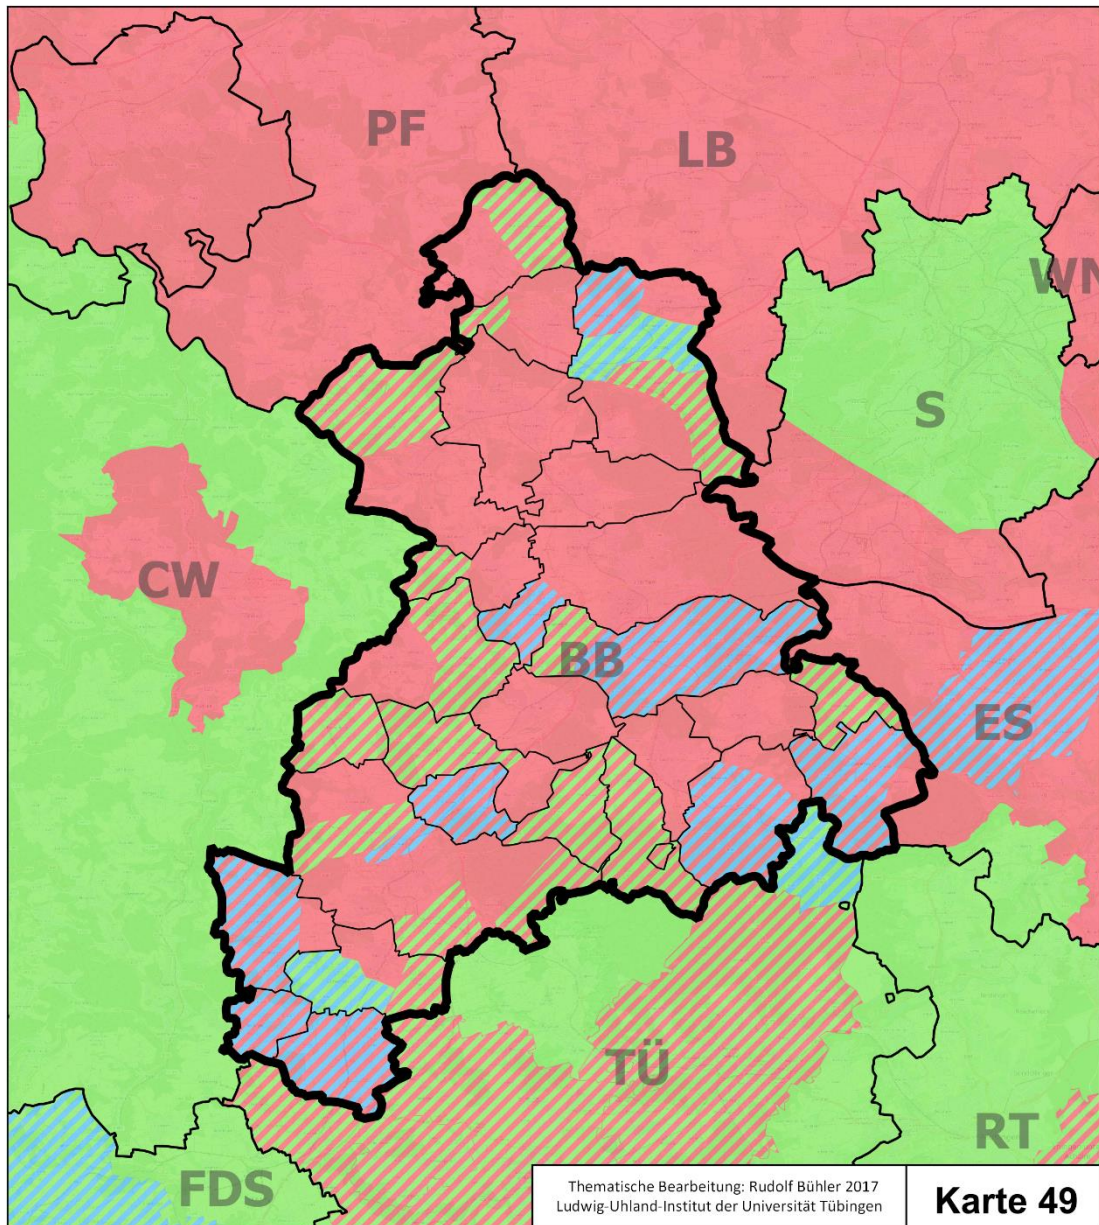 PF
LB
WN
S
CW
BB
ES
TÜ
RT
FDS
Thematische Bearbeitung: Rudolf Bühler 2017
Ludwig-Uhland-Institut der Universität Tübingen
Karte 49